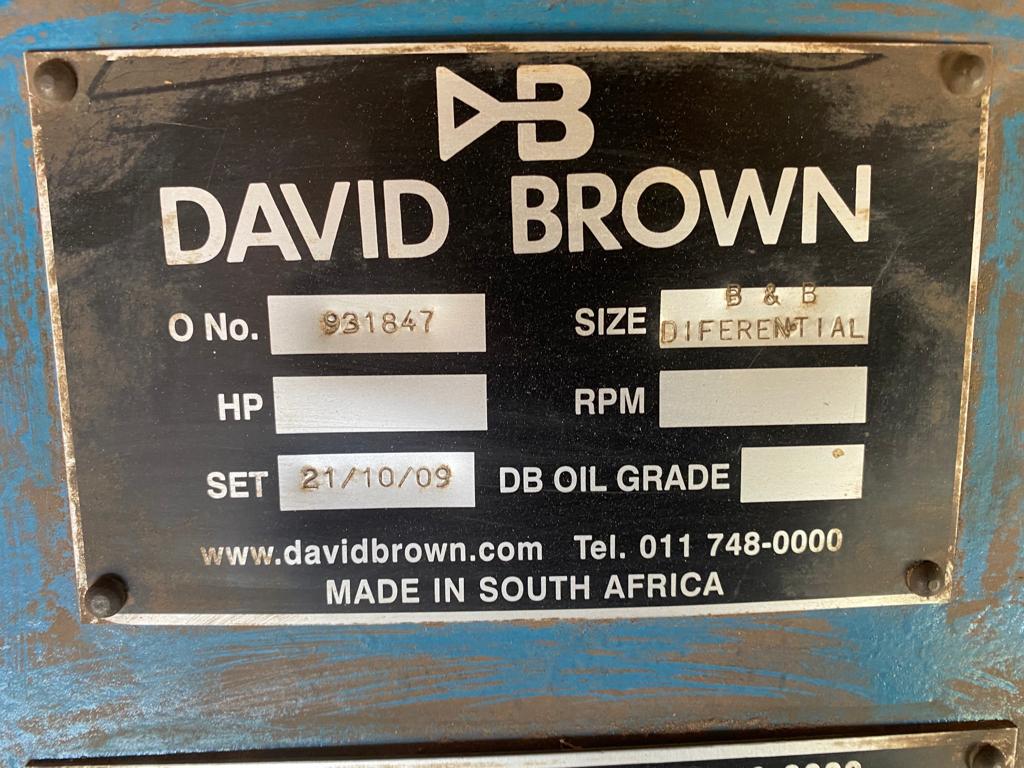 DB
DAVID BROWN
O No. 931847 SIZE B & B DIFERENTIAL
HP RPM
SET 21/10/09 DB OIL GRADE
www.davidbrown.com Tel. 011 748-0000
MADE IN SOUTH AFRICA